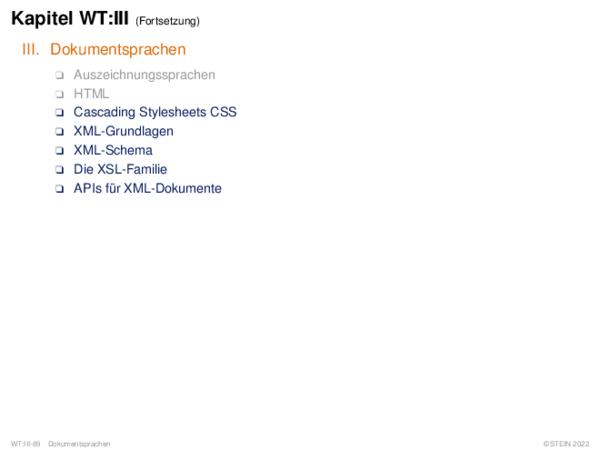 Kapitel WT:III (Fortsetzung)
III. Dokumentsprachen
❑ Auszeichnungssprachen
❑ HTML
❑ Cascading Stylesheets CSS
❑ XML-Grundlagen
❑ XML-Schema
❑ Die XSL-Familie
❑ APIs für XML-Dokumente
WT:III-89 Dokumentsprachen
©STEIN 2022